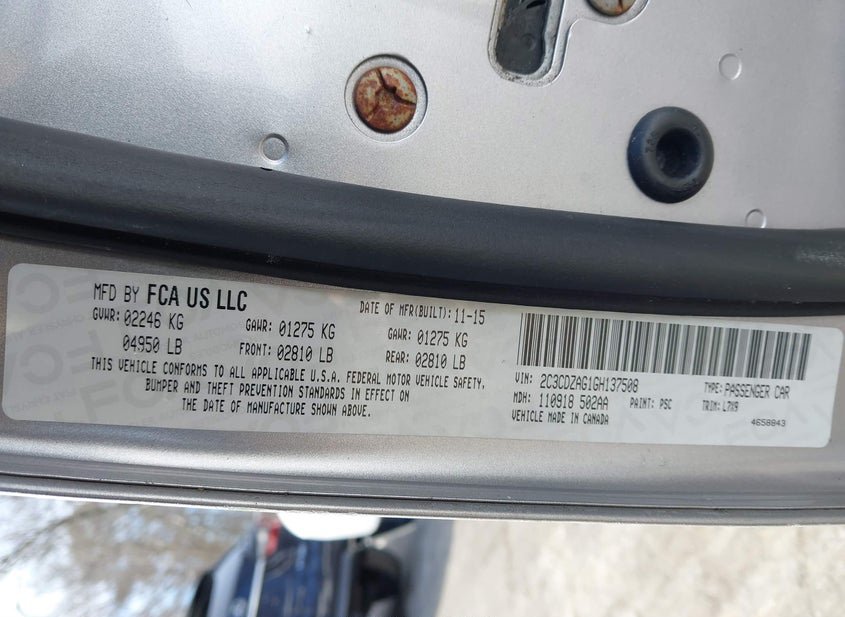 MFD BY FCA US LLC
DATE OF MFR(BUILT): 11-15
GVWR: 02246 KG
GAWR: 01275 KG
GAWR: 01275 KG
04950 LB
FRONT: 02810 LB
REAR: 02810 LB
THIS VEHICLE CONFORMS TO ALL APPLICABLE U.S.A. FEDERAL MOTOR VEHICLE SAFETY,
BUMPER AND THEFT PREVENTION STANDARDS IN EFFECT ON
THE DATE OF MANUFACTURE SHOWN ABOVE.
VIN: 2C3CDZAG1GH137508
TYPE: PASSENGER CAR
MDH: 110918 502AA
PAINT: PSC
TRIM: L7X9
VEHICLE MADE IN CANADA
4658843